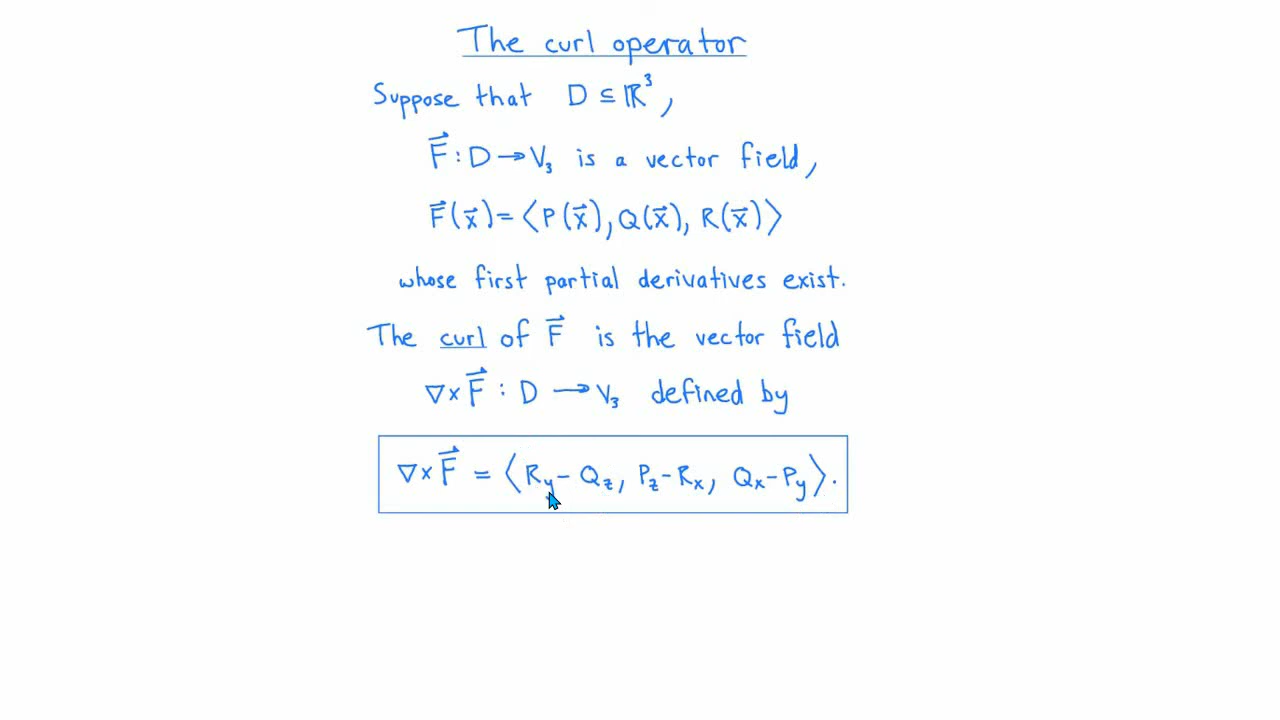 The curl operator
Suppose that D ⊆ ℝ³,
F⃗ : D → V₃ is a vector field,
F⃗(x⃗) = ⟨P(x⃗), Q(x⃗), R(x⃗)⟩
whose first partial derivatives exist.
The curl of F⃗ is the vector field
∇×F⃗ : D → V₃ defined by
∇×F⃗ = ⟨R_y − Q_z, P_z − R_x, Q_x − P_y⟩.